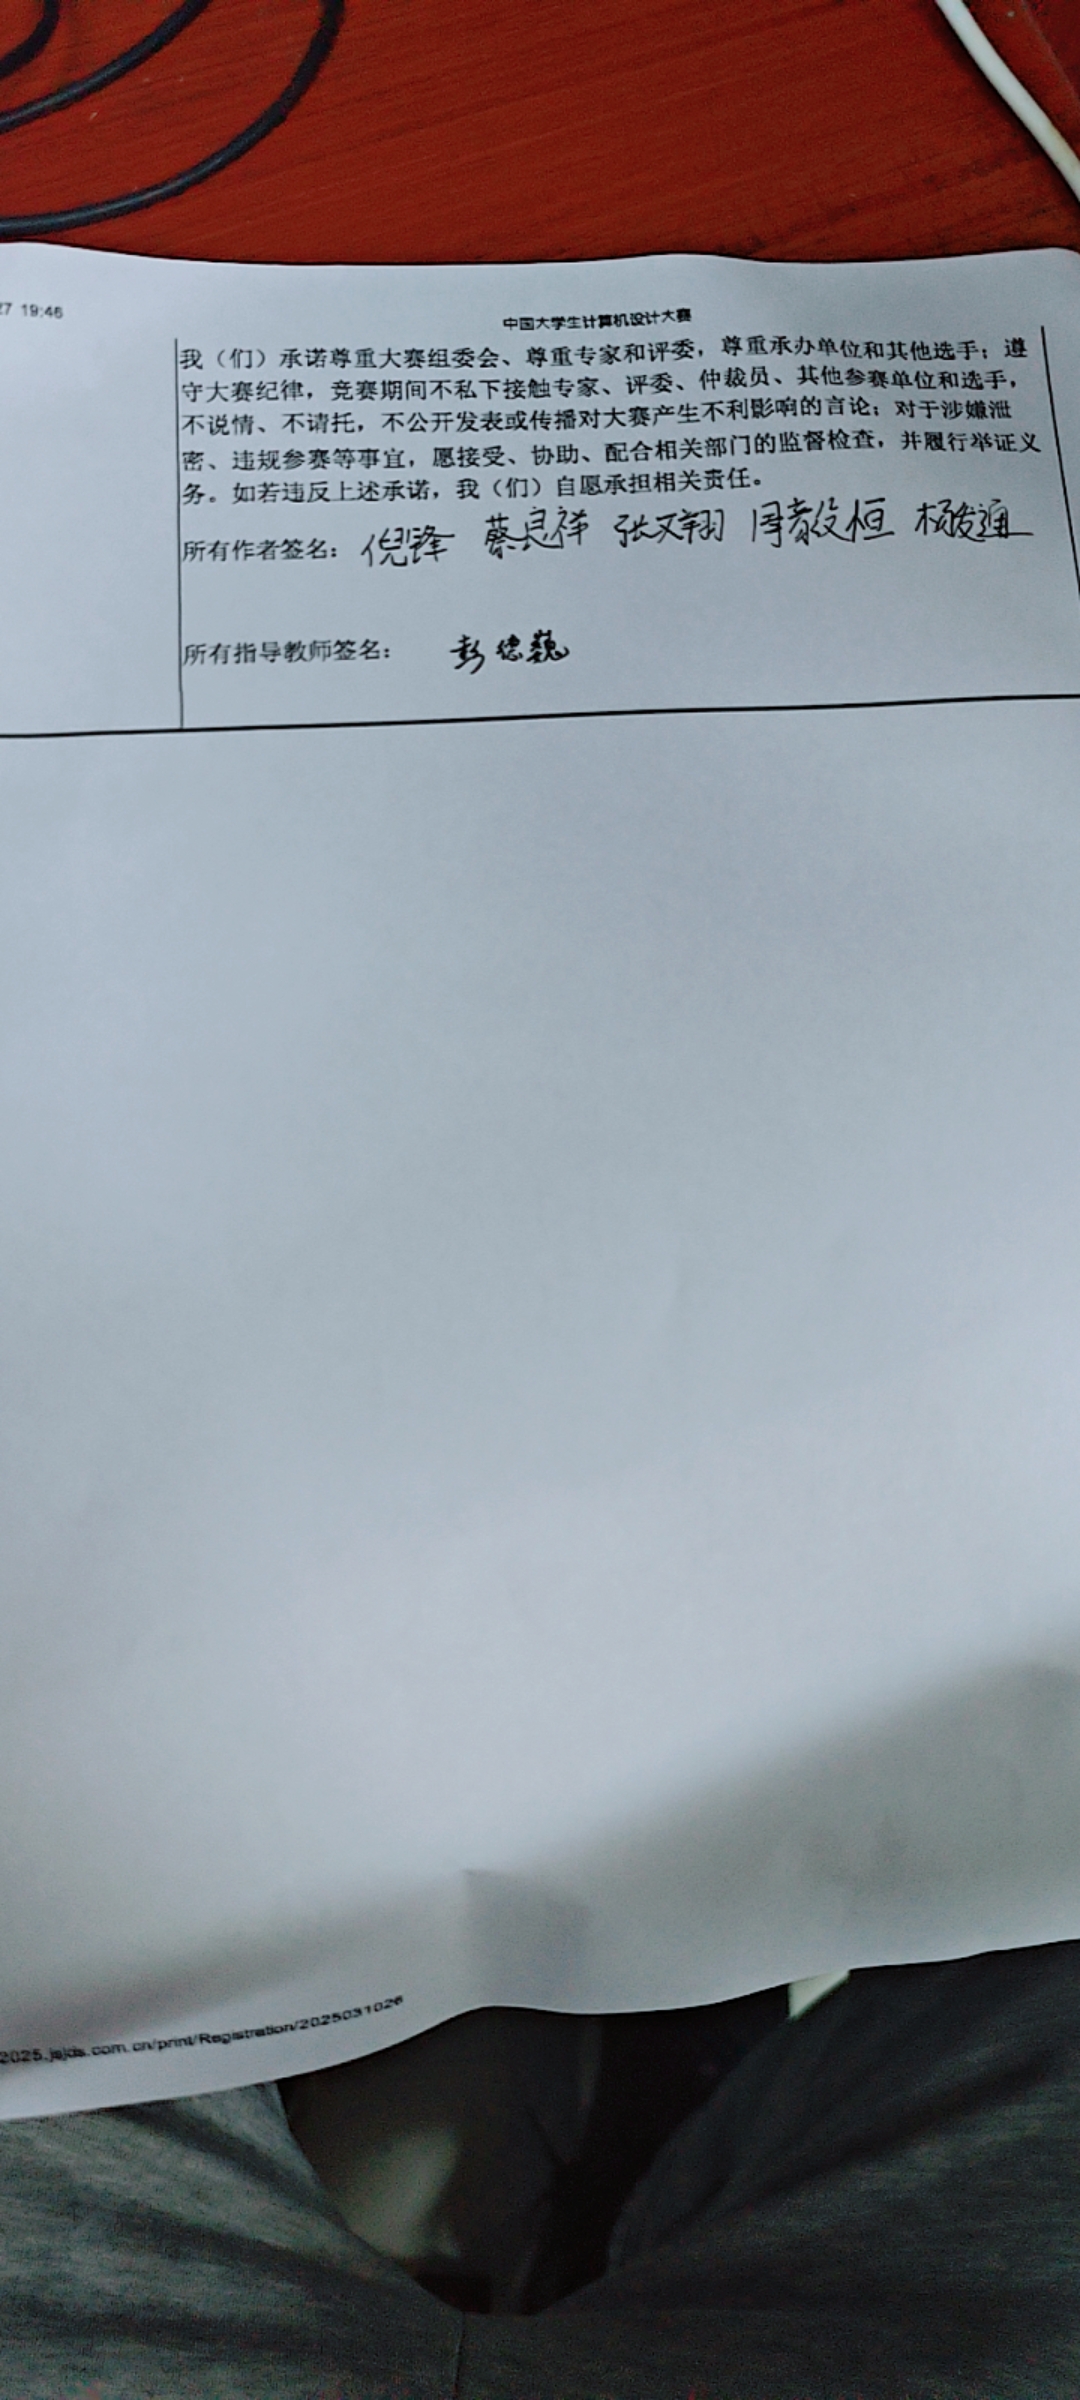 27 19:46
中国大学生计算机设计大赛
我（们）承诺尊重大赛组委会、尊重专家和评委，尊重承办单位和其他选手；遵
守大赛纪律，竞赛期间不私下接触专家、评委、仲裁员、其他参赛单位和选手，
不说情、不请托，不公开发表或传播对大赛产生不利影响的言论；对于涉嫌泄
密、违规参赛等事宜，愿接受、协助、配合相关部门的监督检查，并履行举证义
务。如若违反上述承诺，我（们）自愿承担相关责任。
所有作者签名： 倪锋 蔡良祥 张文翔
所有指导教师签名： 彭德巍
2025.jsjds.com.cn/print/Registration/2025031026